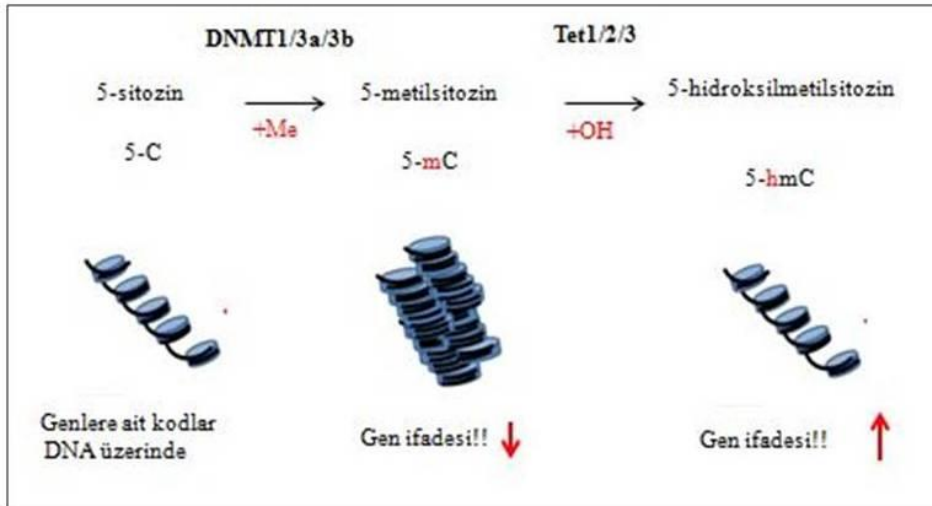 DNMT1/3a/3b Tet1/2/3
5-sitozin 5-metilsitozin 5-hidroksilmetilsitozin
+Me +OH
5-C 5-mC
5-hmC
Genlere ait kodlar
DNA üzerinde
Gen ifadesi!! Gen ifadesi!!